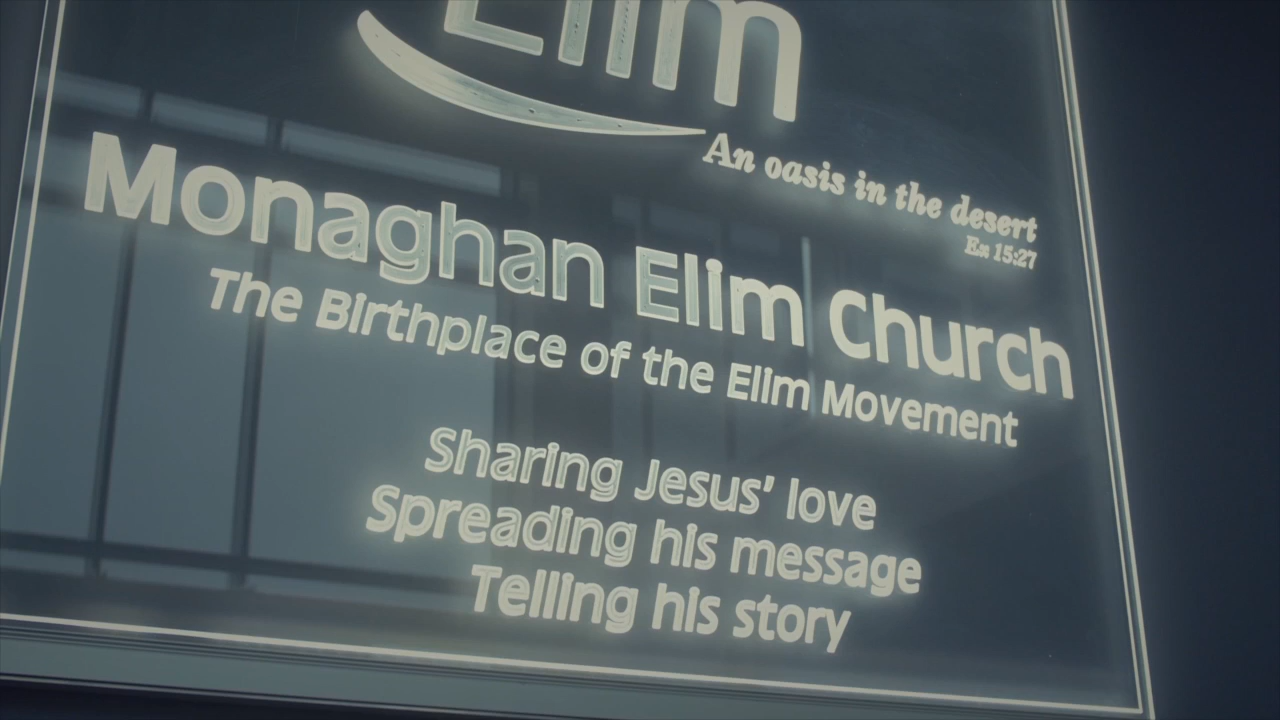 Elim
An oasis in the desert
Ex 15:27
Monaghan Elim Church
The Birthplace of the Elim Movement
Sharing Jesus’ love
Spreading his message
Telling his story